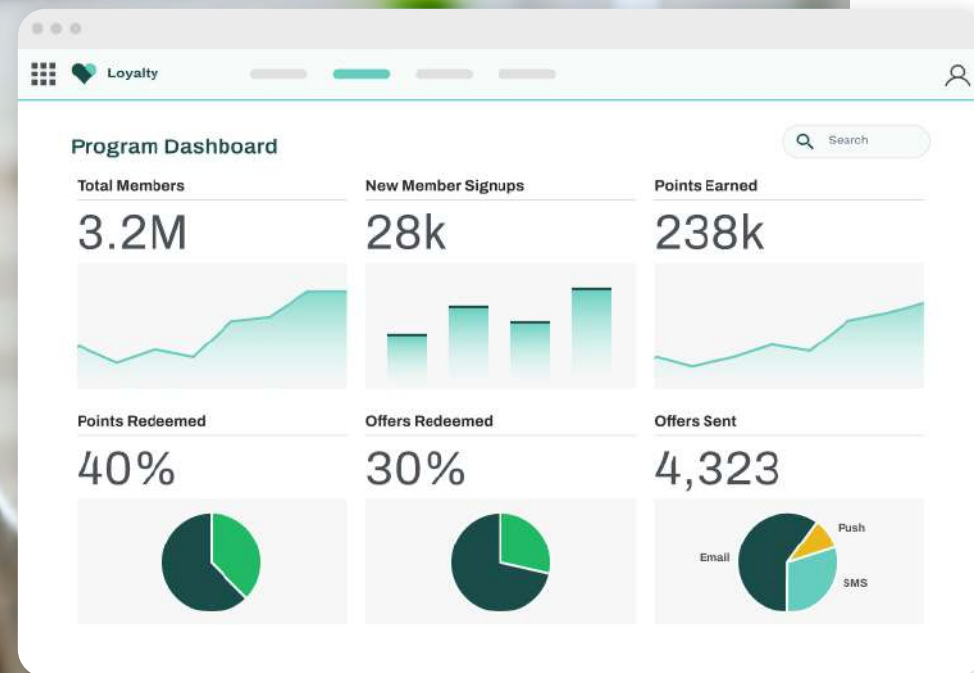 Loyalty
Program Dashboard
Search
Total Members
New Member Signups
Points Earned
3.2M
28k
238k
Points Redeemed
Offers Redeemed
Offers Sent
40%
30%
4,323
Push
Email
SMS